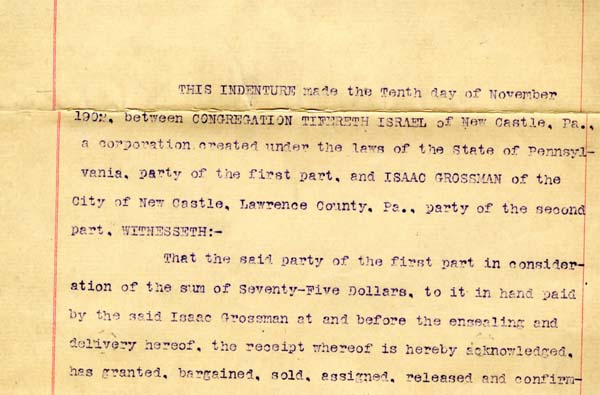 THIS INDENTURE made the Tenth day of November
1902, between CONGREGATION TIFERETH ISRAEL of New Castle, Pa.,
a corporation created under the laws of the State of Pennsyl-
vania, party of the first part, and ISAAC GROSSMAN of the
City of New Castle, Lawrence County, Pa., party of the second
part, WITHESSETH:-
That the said party of the first part in consider-
ation of the sum of Seventy-Five Dollars, to it in hand paid
by the said Isaac Grossman at and before the ensealing and
delivery hereof, the receipt whereof is hereby acknowledged,
has granted, bargained, sold, assigned, released and confirm-